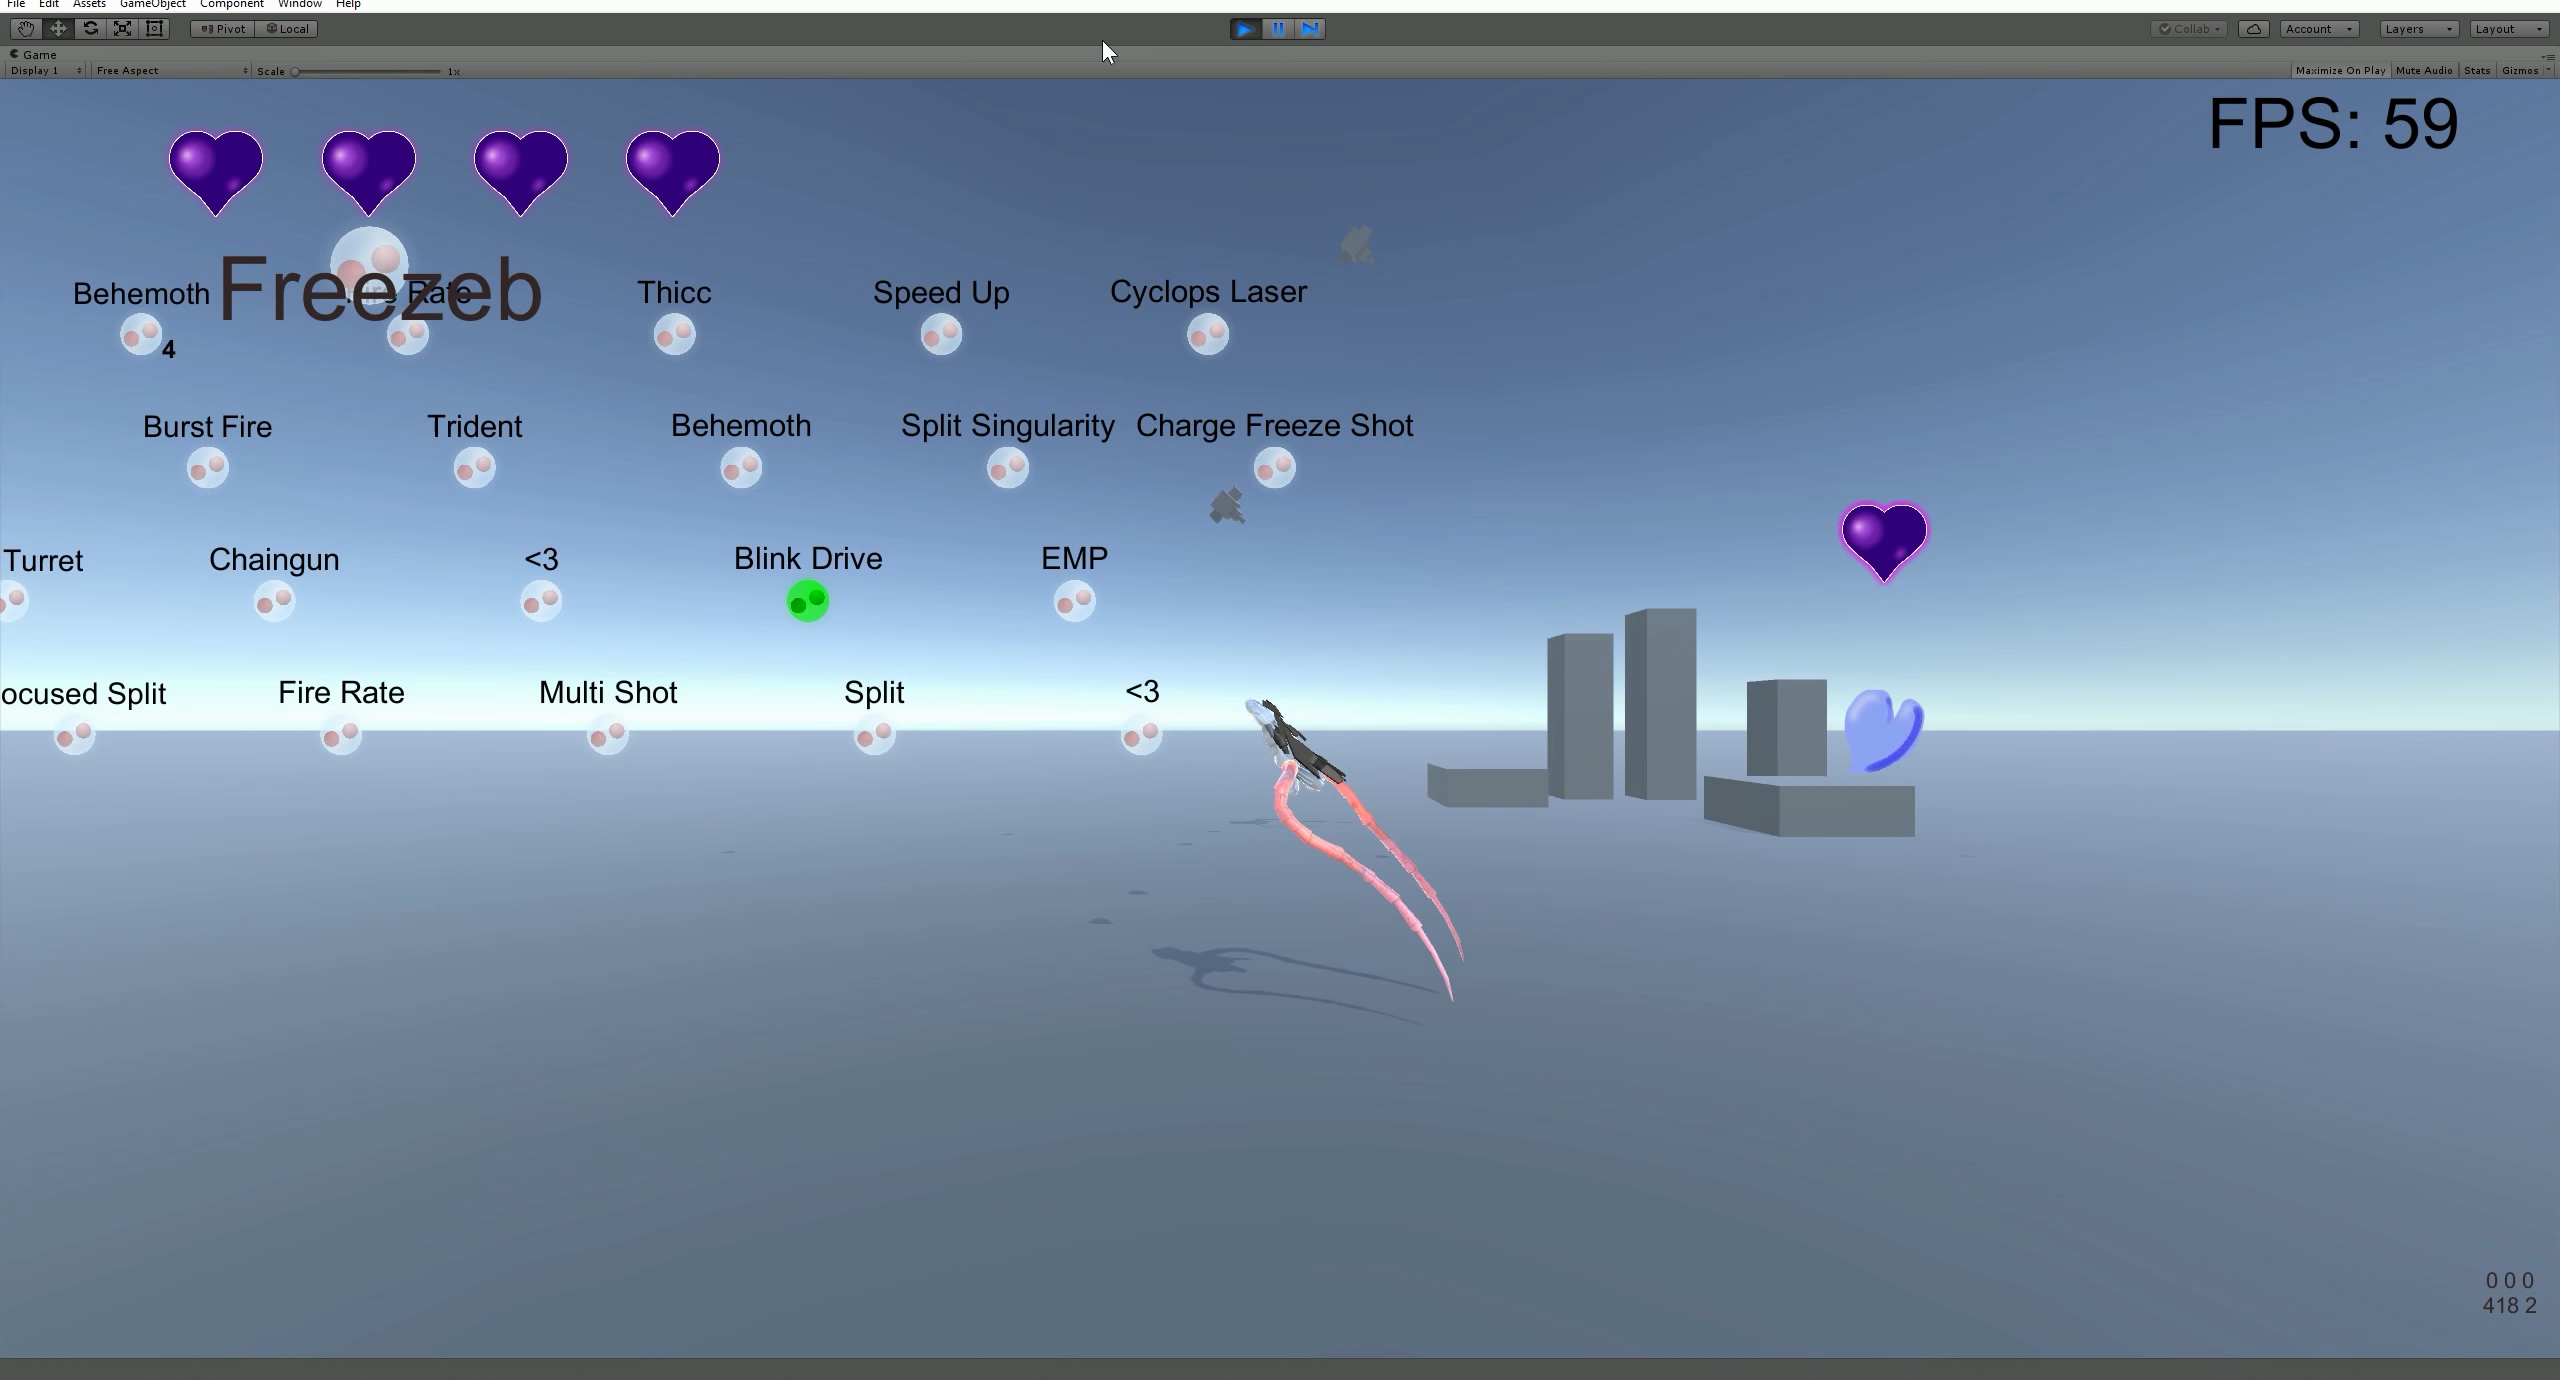 File Edit Assets GameObject Component Window Help
Pivot Local Collab Account Layers Layout
Game
Display 1 Free Aspect Scale 1x Maximize On Play Mute Audio Stats Gizmos
FPS: 59
Freezeb
Behemoth Fire Rate Thicc Speed Up Cyclops Laser
4
Burst Fire Trident Behemoth Split Singularity Charge Freeze Shot
Turret Chaingun <3 Blink Drive EMP
ocused Split Fire Rate Multi Shot Split <3
0 0 0
418 2